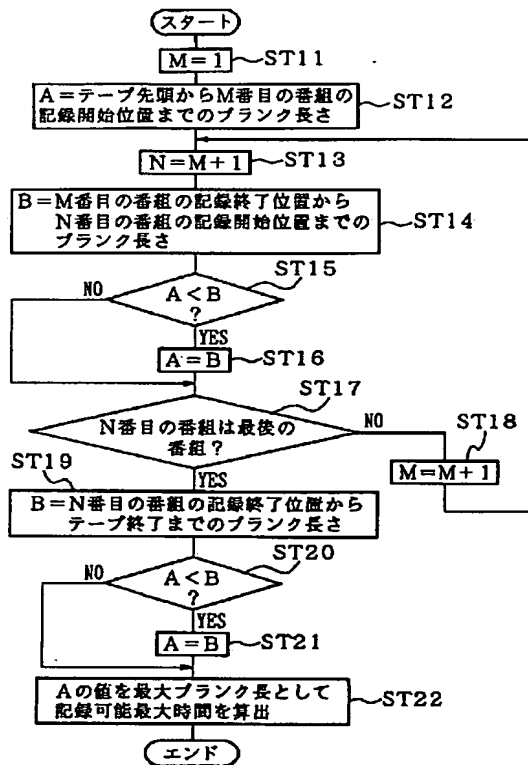 スタート
M=1
ST11
A=テープ先頭からM番目の番組の
記録開始位置までのブランク長さ
ST12
N=M+1
ST13
B=M番目の番組の記録終了位置から
N番目の番組の記録開始位置までの
ブランク長さ
ST14
ST15
NO
A<B
?
YES
A=B
ST16
ST17
N番目の番組は最後の
番組?
NO
ST18
M=M+1
YES
ST19
B=N番目の番組の記録終了位置から
テープ終了までのブランク長さ
ST20
NO
A<B
?
YES
A=B
ST21
Aの値を最大ブランク長として
記録可能最大時間を算出
ST22
エンド